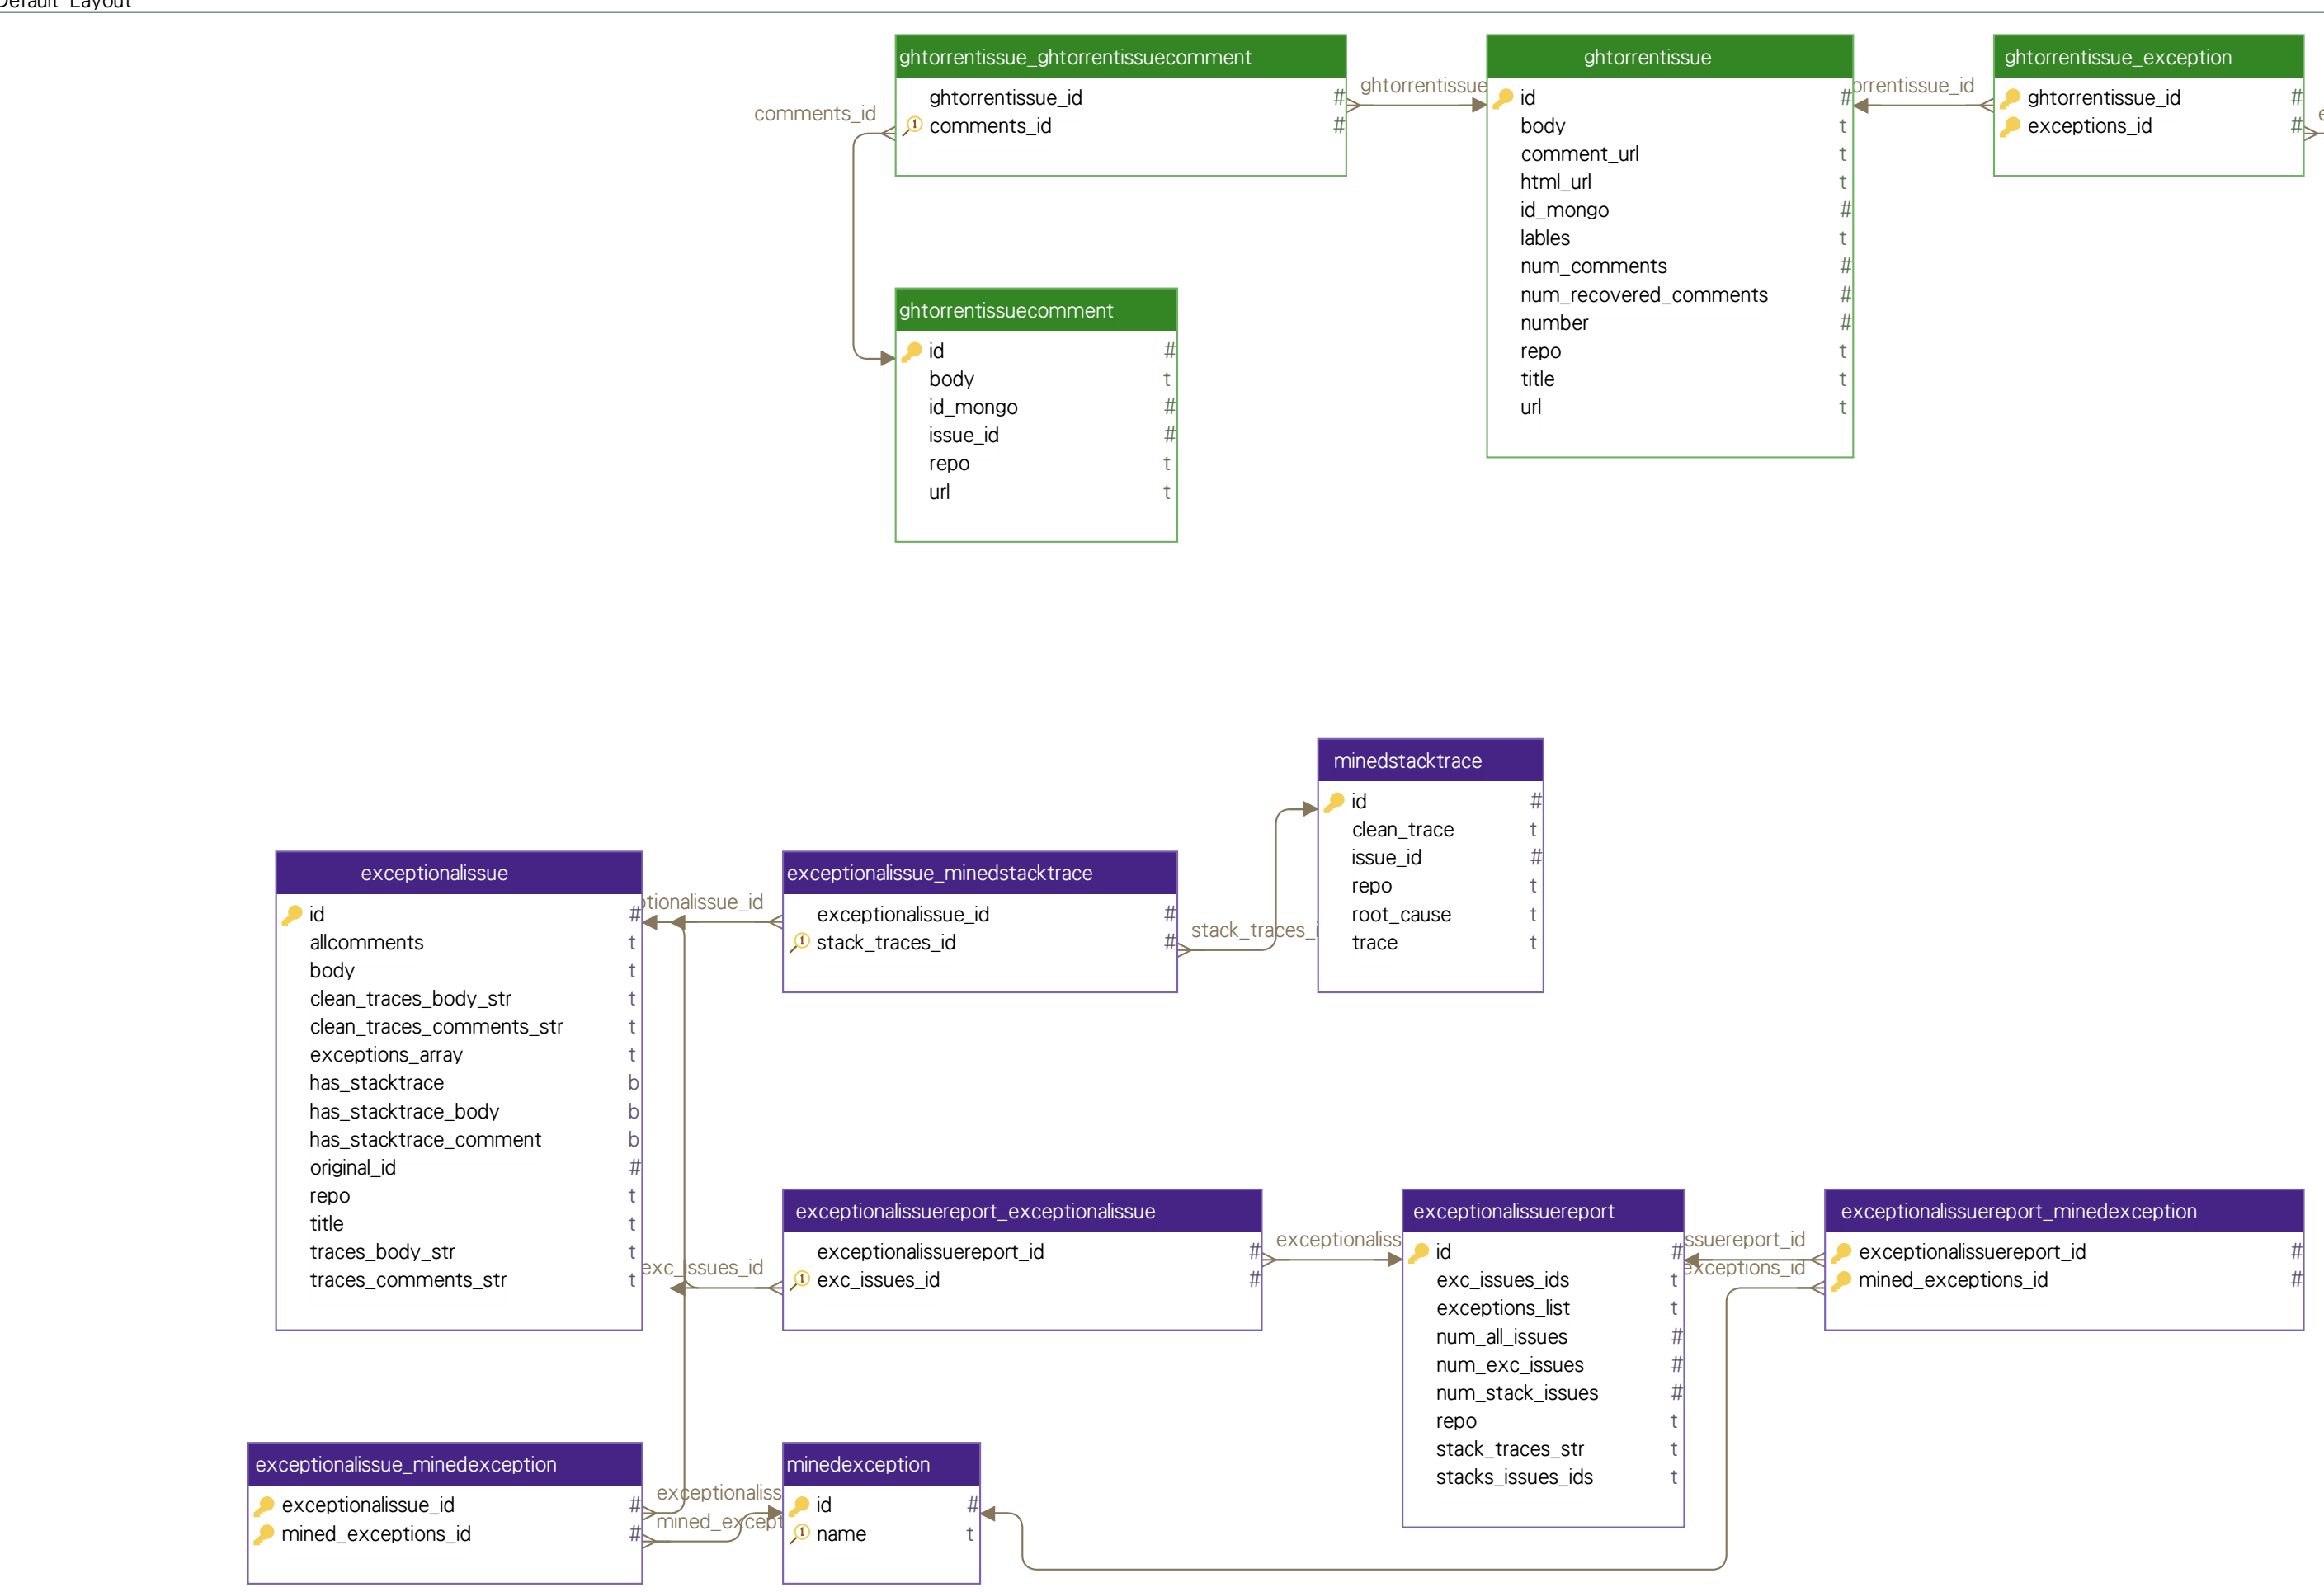 Default Layout
ghtorrentissue_ghtorrentissuecomment
ghtorrentissue_id #
comments_id #
comments_id
ghtorrentissue
ghtorrentissue
id #
body t
comment_url t
html_url t
id_mongo #
lables t
num_comments #
num_recovered_comments #
number #
repo t
title t
url t
orrentissue_id
ghtorrentissue_exception
ghtorrentissue_id #
exceptions_id #
e
ghtorrentissuecomment
id #
body t
id_mongo #
issue_id #
repo t
url t
minedstacktrace
id #
clean_trace t
issue_id #
repo t
root_cause t
trace t
exceptionalissue
id #
allcomments t
body t
clean_traces_body_str t
clean_traces_comments_str t
exceptions_array t
has_stacktrace b
has_stacktrace_body b
has_stacktrace_comment b
original_id #
repo t
title t
traces_body_str t
traces_comments_str t
tionalissue_id
exceptionalissue_minedstacktrace
exceptionalissue_id #
stack_traces_id #
stack_traces_i
exc_issues_id
exceptionalissuereport_exceptionalissue
exceptionalissuereport_id #
exc_issues_id #
exceptionaliss
exceptionalissuereport
id #
exc_issues_ids t
exceptions_list t
num_all_issues #
num_exc_issues #
num_stack_issues #
repo t
stack_traces_str t
stacks_issues_ids t
ssuereport_id
exceptions_id
exceptionalissuereport_minedexception
exceptionalissuereport_id #
mined_exceptions_id #
exceptionalissue_minedexception
exceptionalissue_id #
mined_exceptions_id #
exceptionaliss
mined_except
minedexception
id #
name t